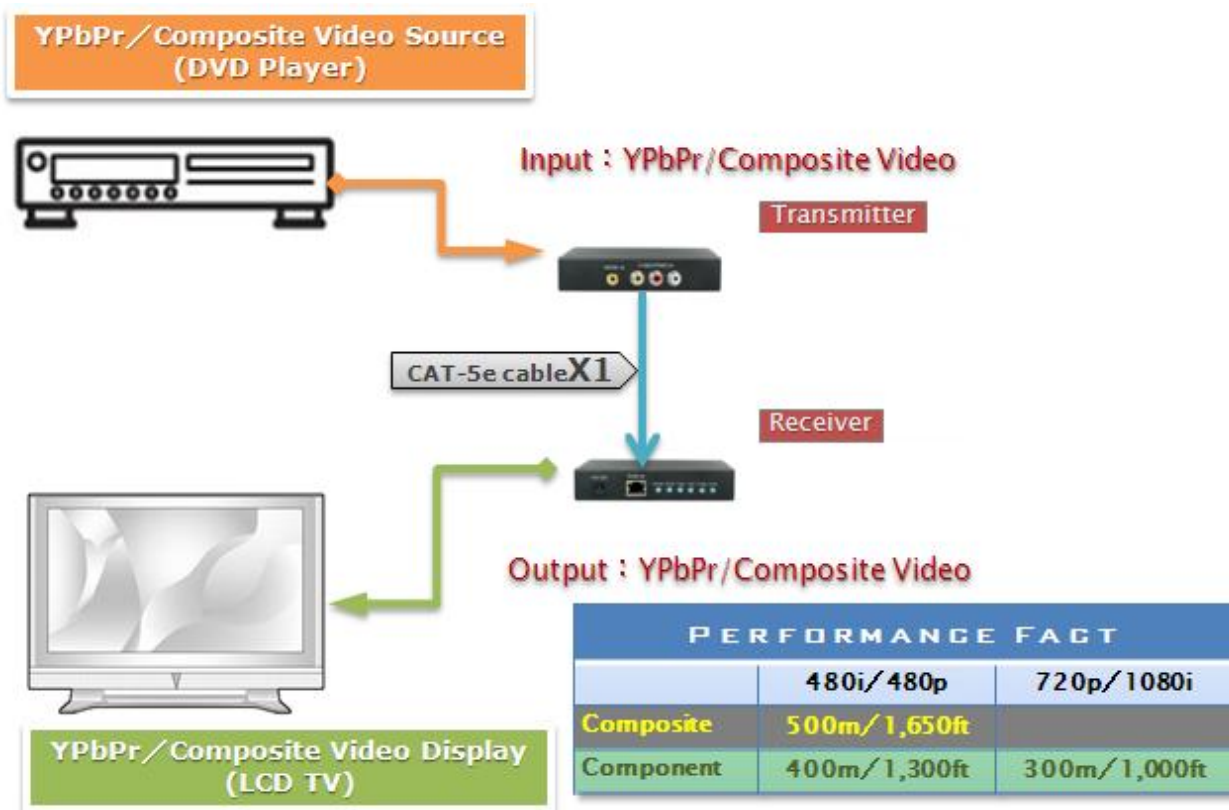 YPbPr／Composite Video Source
(DVD Player)
Input：YPbPr/Composite Video
Transmitter
CAT-5e cableX1
Receiver
Output：YPbPr/Composite Video
PERFORMANCE FACT
480i／480p 720p／1080i
Composite 500m／1,650ft
Component 400m／1,300ft 300m／1,000ft
YPbPr／Composite Video Display
(LCD TV)